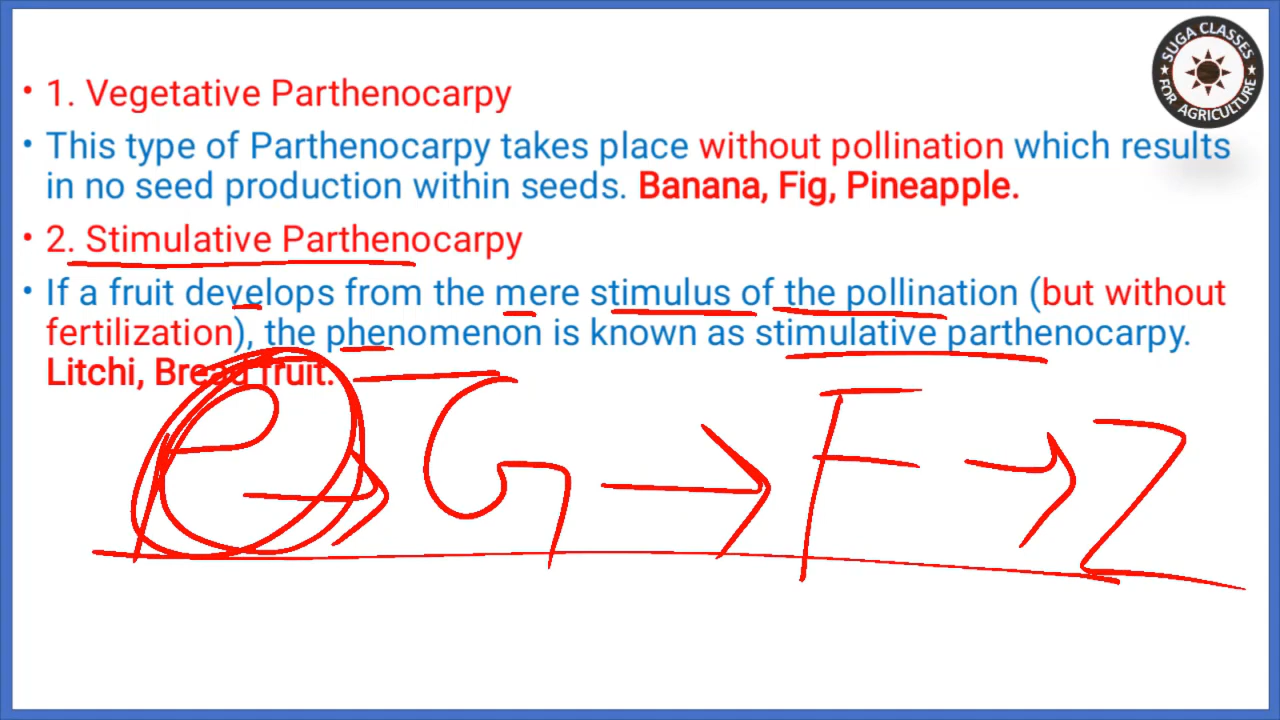 SUGA CLASSES
FOR AGRICULTURE
• 1. Vegetative Parthenocarpy
• This type of Parthenocarpy takes place without pollination which results
in no seed production within seeds. Banana, Fig, Pineapple.
• 2. Stimulative Parthenocarpy
• If a fruit develops from the mere stimulus of the pollination (but without
fertilization), the phenomenon is known as stimulative parthenocarpy.
Litchi, Bread fruit.
P → G → F → Z